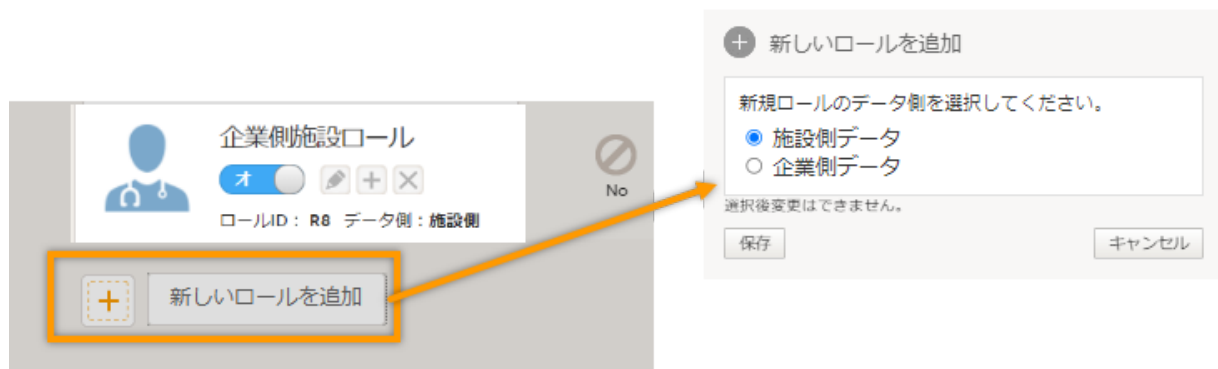 企業側施設ロール
オ
No
ロールID： R8 データ側：施設側
+ 新しいロールを追加
+ 新しいロールを追加
新規ロールのデータ側を選択してください。
施設側データ
企業側データ
選択後変更はできません。
保存 キャンセル